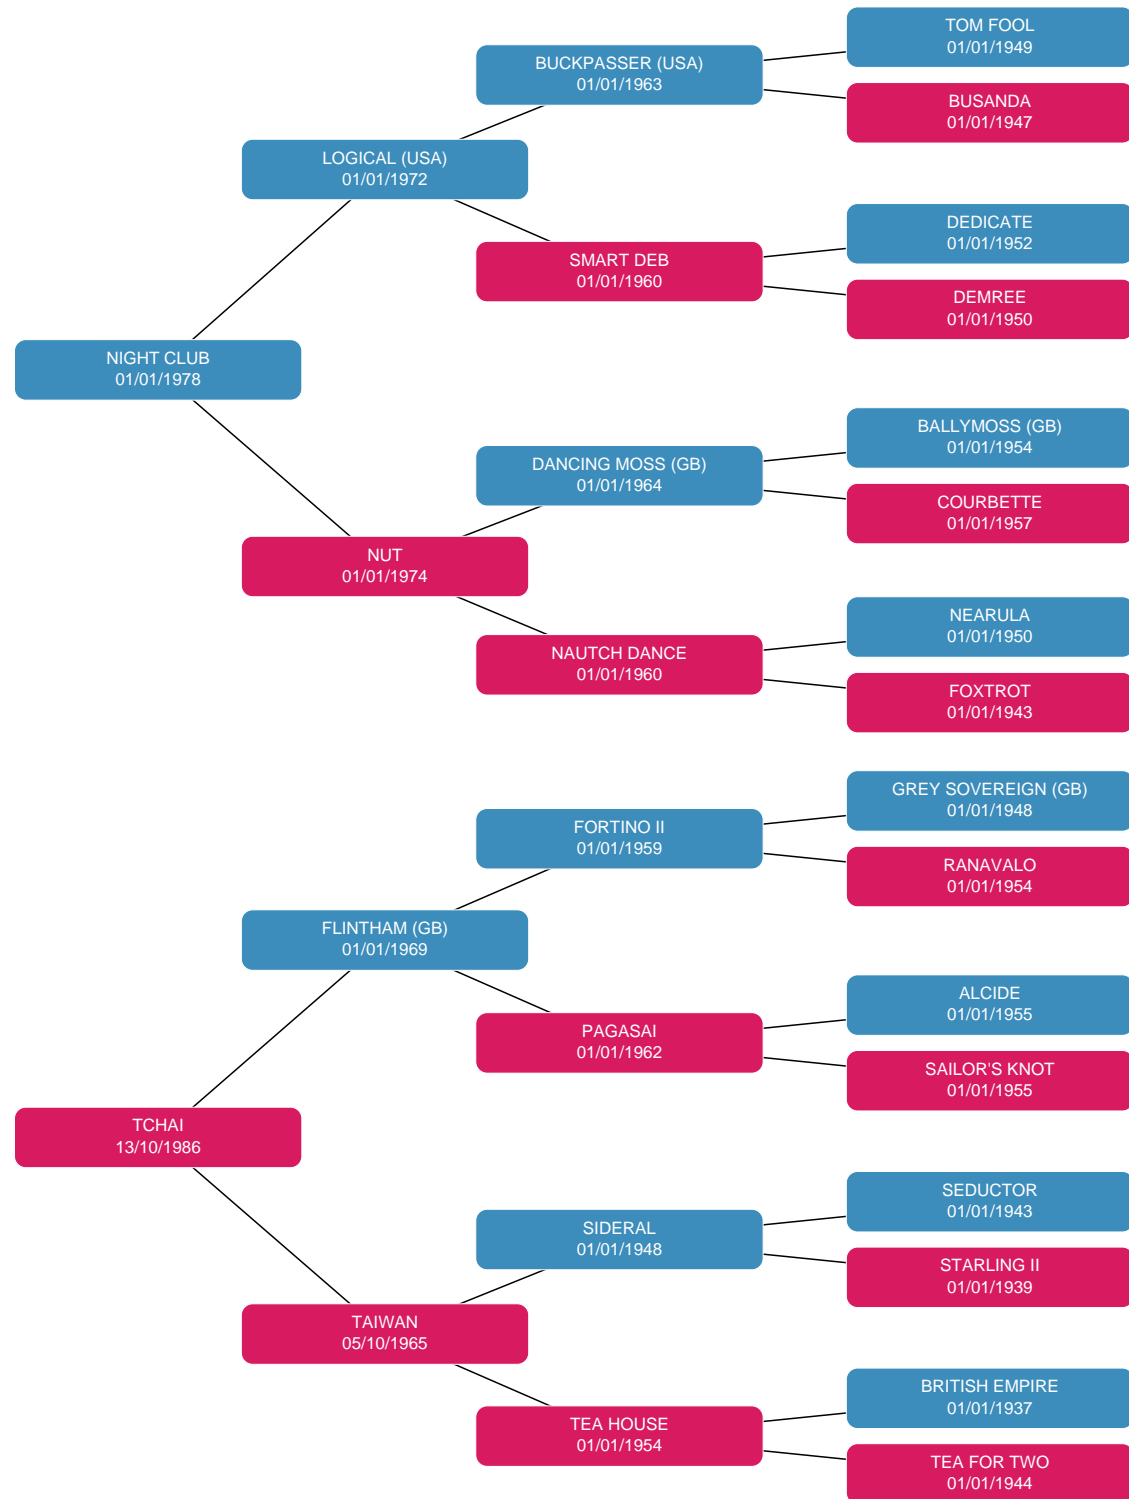 TOM FOOL
01/01/1949
BUCKPASSER (USA)
01/01/1963
BUSANDA
01/01/1947
LOGICAL (USA)
01/01/1972
DEDICATE
01/01/1952
SMART DEB
01/01/1960
DEMREE
01/01/1950
NIGHT CLUB
01/01/1978
BALLYMOSS (GB)
01/01/1954
DANCING MOSS (GB)
01/01/1964
COURBETTE
01/01/1957
NUT
01/01/1974
NEARULA
01/01/1950
NAUTCH DANCE
01/01/1960
FOXTROT
01/01/1943
GREY SOVEREIGN (GB)
01/01/1948
FORTINO II
01/01/1959
RANAVALO
01/01/1954
FLINTHAM (GB)
01/01/1969
ALCIDE
01/01/1955
PAGASAI
01/01/1962
SAILOR'S KNOT
01/01/1955
TCHAI
13/10/1986
SEDUCTOR
01/01/1943
SIDERAL
01/01/1948
STARLING II
01/01/1939
TAIWAN
05/10/1965
BRITISH EMPIRE
01/01/1937
TEA HOUSE
01/01/1954
TEA FOR TWO
01/01/1944